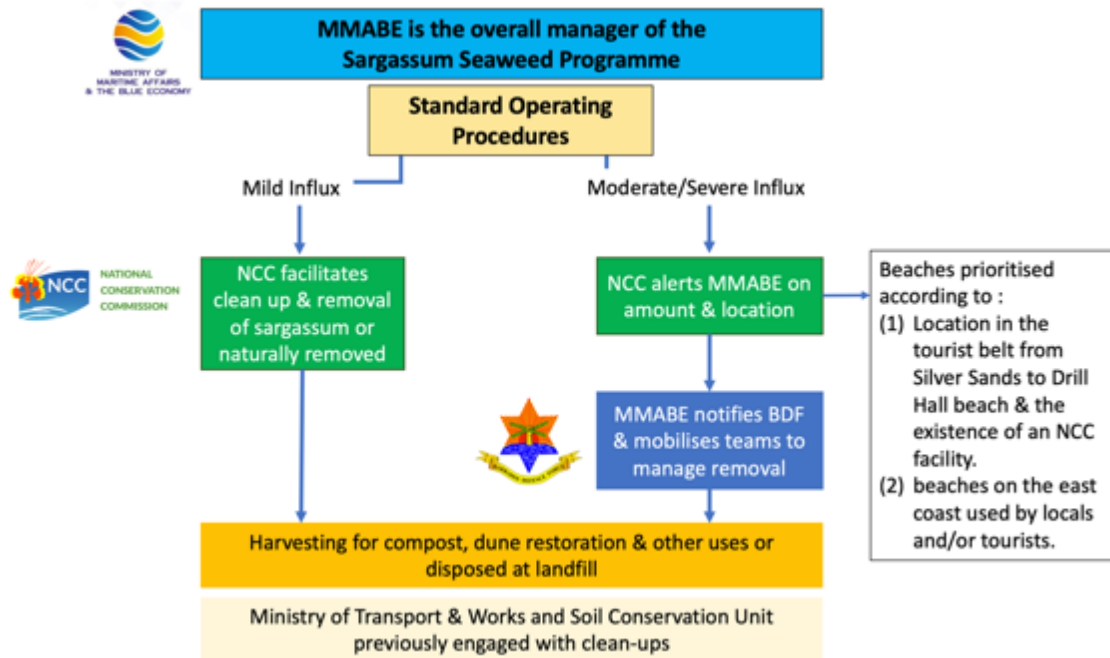 MMABE is the overall manager of the
Sargassum Seaweed Programme
MINISTRY OF
MARITIME AFFAIRS
& THE BLUE ECONOMY
Standard Operating
Procedures
Mild Influx
Moderate/Severe Influx
NCC
NATIONAL
CONSERVATION
COMMISSION
NCC facilitates
clean up & removal
of sargassum or
naturally removed
NCC alerts MMABE on
amount & location
Beaches prioritised
according to :
(1) Location in the
tourist belt from
Silver Sands to Drill
Hall beach & the
existence of an NCC
facility.
(2) beaches on the east
coast used by locals
and/or tourists.
MMABE notifies BDF
& mobilises teams to
manage removal
Harvesting for compost, dune restoration & other uses or
disposed at landfill
Ministry of Transport & Works and Soil Conservation Unit
previously engaged with clean-ups